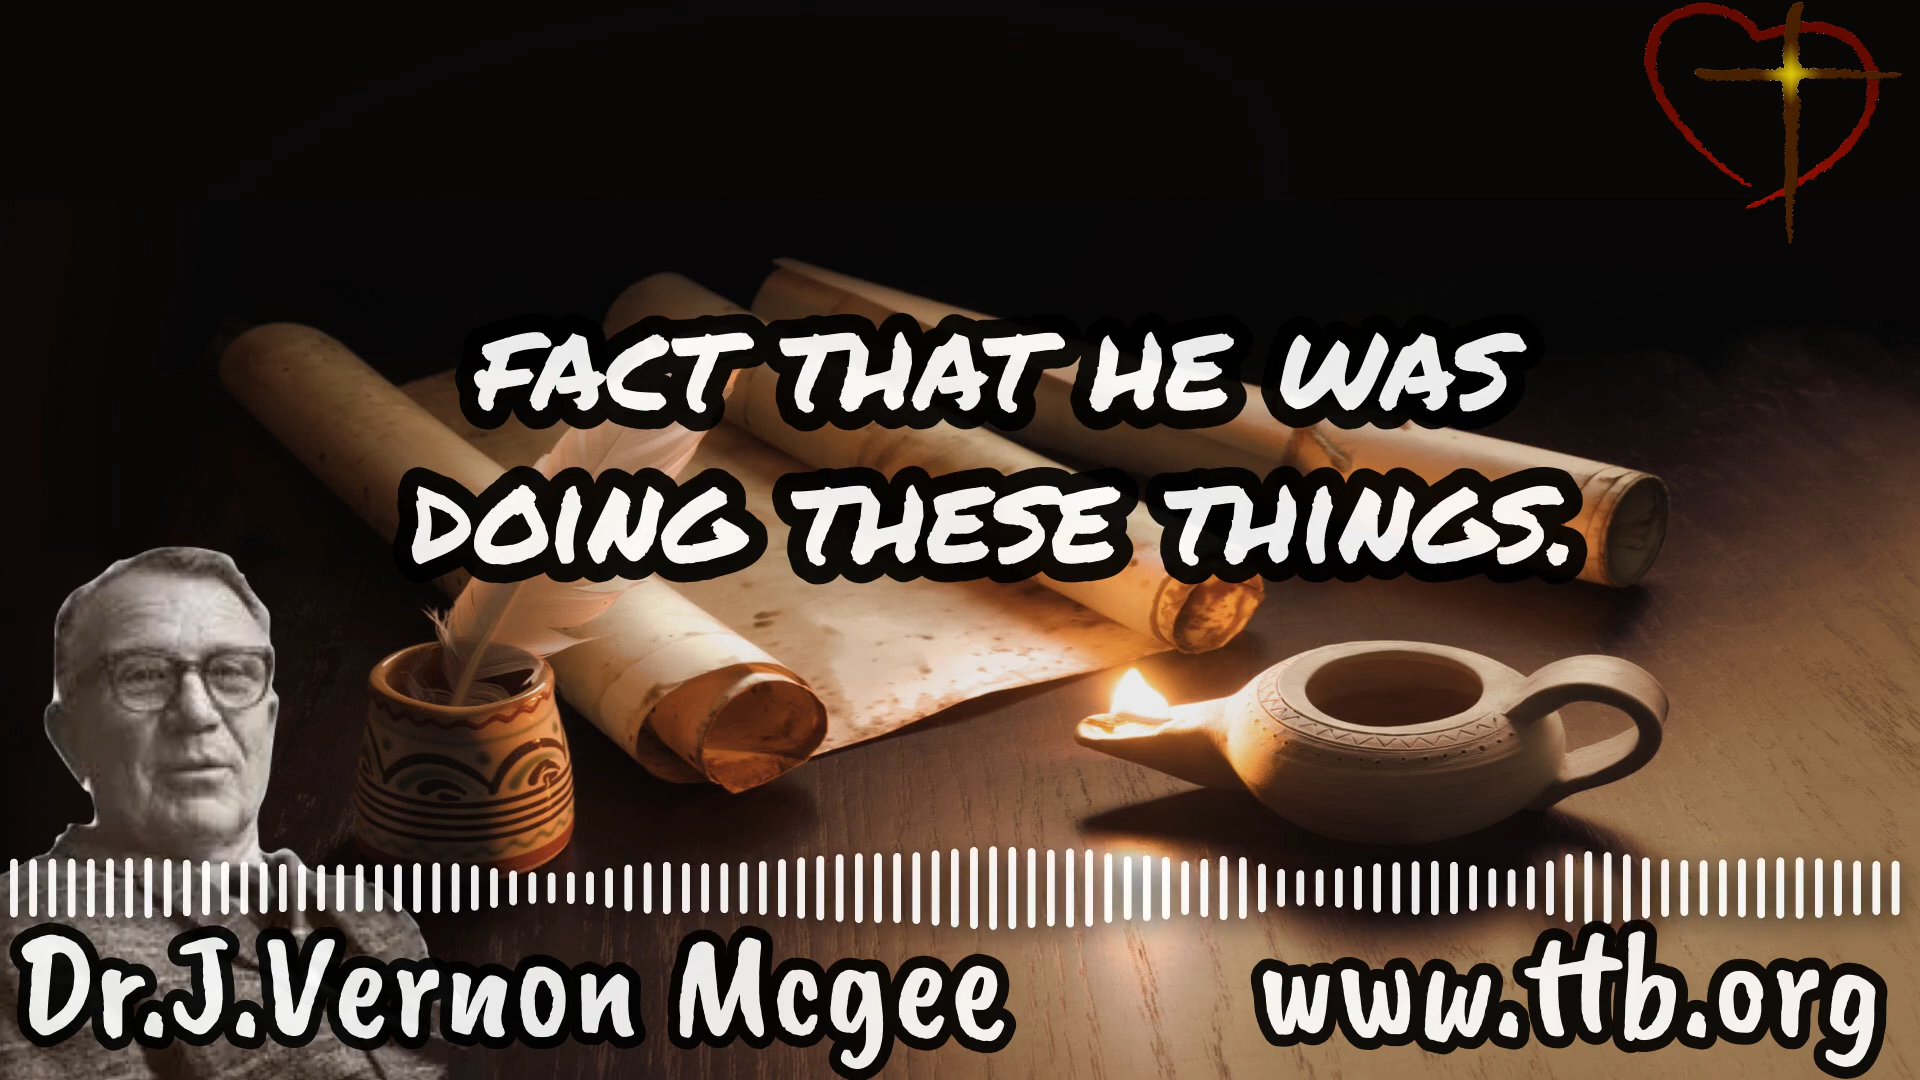 FACT THAT HE WAS
DOING THESE THINGS.
Dr.J.Vernon Mcgee
www.ttb.org